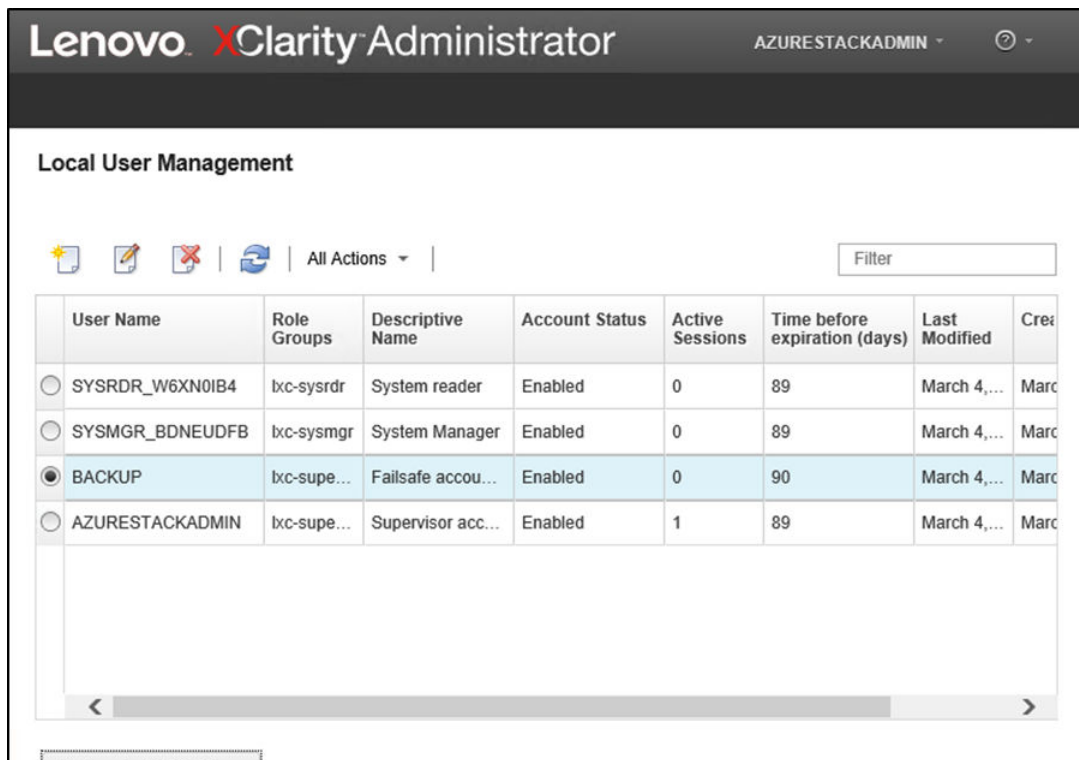 Lenovo. XClarity Administrator
AZURESTACKADMIN
Local User Management
All Actions
Filter
User Name Role Groups Descriptive Name Account Status Active Sessions Time before expiration (days) Last Modified Crea
SYSRDR_W6XN0IB4 lxc-sysrdr System reader Enabled 0 89 March 4,... Marc
SYSMGR_BDNEUDFB lxc-sysmgr System Manager Enabled 0 89 March 4,... Marc
BACKUP lxc-supe... Failsafe accou... Enabled 0 90 March 4,... Marc
AZURESTACKADMIN lxc-supe... Supervisor acc... Enabled 1 89 March 4,... Marc